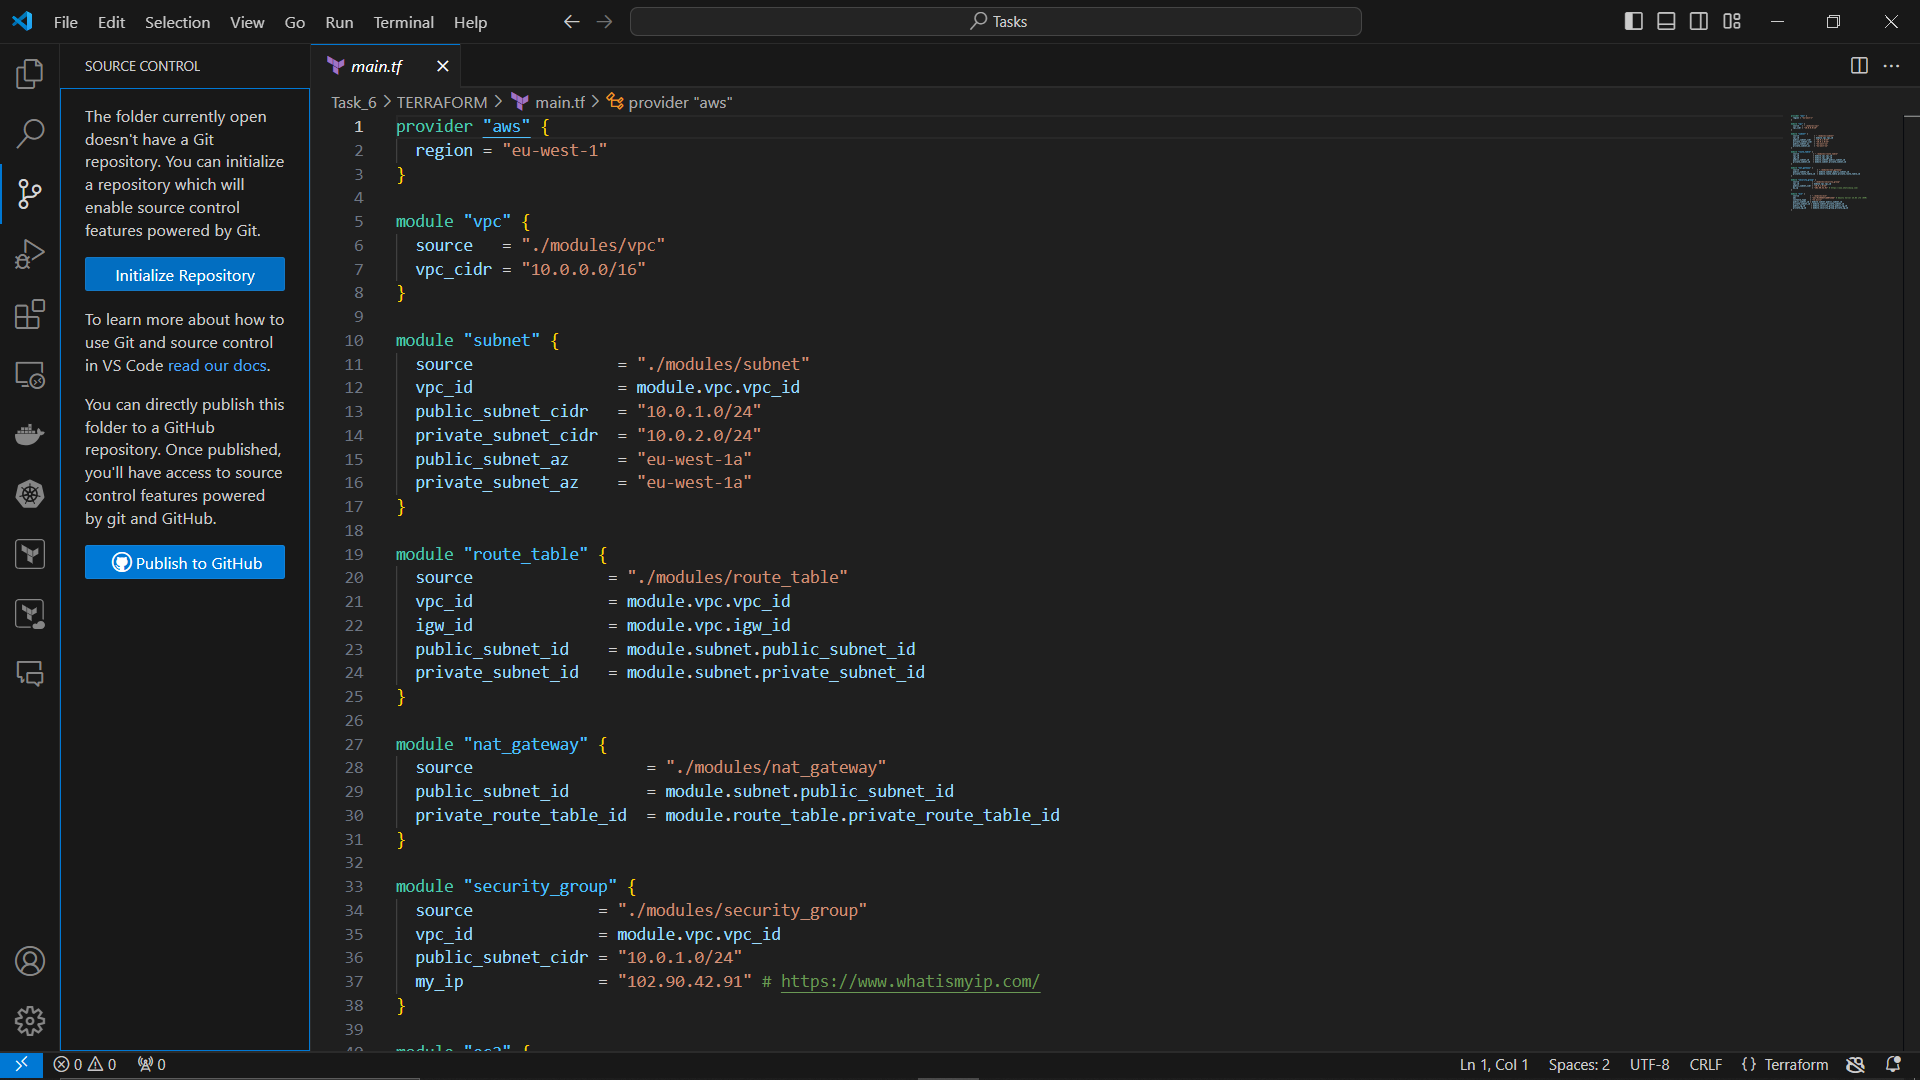 File Edit Selection View Go Run Terminal Help
Tasks
SOURCE CONTROL
The folder currently open
doesn't have a Git
repository. You can initialize
a repository which will
enable source control
features powered by Git.
Initialize Repository
To learn more about how to
use Git and source control
in VS Code read our docs.
You can directly publish this
folder to a GitHub
repository. Once published,
you'll have access to source
control features powered
by git and GitHub.
Publish to GitHub
main.tf
Task_6 > TERRAFORM > main.tf > provider "aws"
1 provider "aws" {
2 region = "eu-west-1"
3 }
4
5 module "vpc" {
6 source = "./modules/vpc"
7 vpc_cidr = "10.0.0.0/16"
8 }
9
10 module "subnet" {
11 source = "./modules/subnet"
12 vpc_id = module.vpc.vpc_id
13 public_subnet_cidr = "10.0.1.0/24"
14 private_subnet_cidr = "10.0.2.0/24"
15 public_subnet_az = "eu-west-1a"
16 private_subnet_az = "eu-west-1a"
17 }
18
19 module "route_table" {
20 source = "./modules/route_table"
21 vpc_id = module.vpc.vpc_id
22 igw_id = module.vpc.igw_id
23 public_subnet_id = module.subnet.public_subnet_id
24 private_subnet_id = module.subnet.private_subnet_id
25 }
26
27 module "nat_gateway" {
28 source = "./modules/nat_gateway"
29 public_subnet_id = module.subnet.public_subnet_id
30 private_route_table_id = module.route_table.private_route_table_id
31 }
32
33 module "security_group" {
34 source = "./modules/security_group"
35 vpc_id = module.vpc.vpc_id
36 public_subnet_cidr = "10.0.1.0/24"
37 my_ip = "102.90.42.91" # https://www.whatismyip.com/
38 }
39
40 module "ec2" {
0 0 0
Ln 1, Col 1 Spaces: 2 UTF-8 CRLF {} Terraform